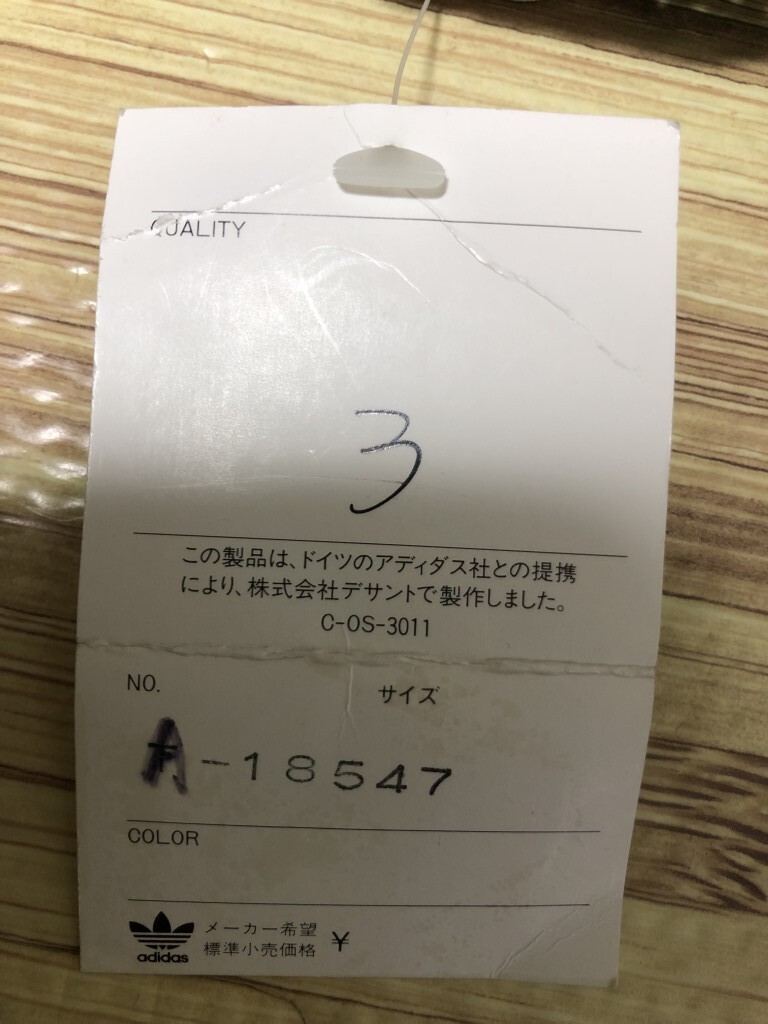 QUALITY
3
この製品は、ドイツのアディダス社との提携
により、株式会社デサントで製作しました。
C-OS-3011
NO. サイズ
A-18547
COLOR
メーカー希望
標準小売価格 ¥
adidas